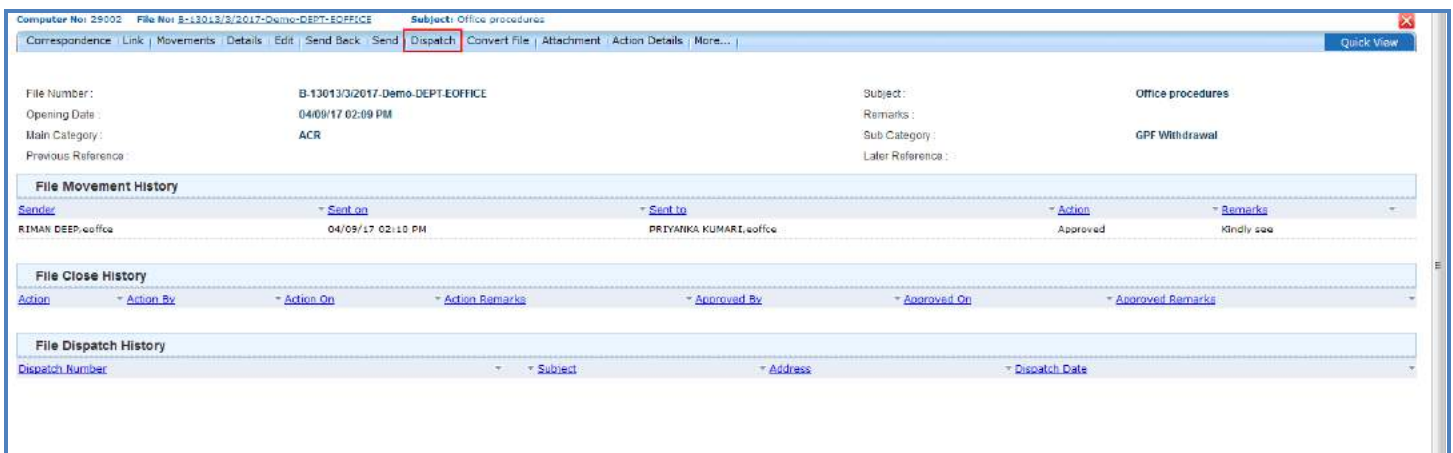 Computer No: 29002 File No: B-13013/3/2017-Demo-DEPT-EOFFICE Subject: Office procedures
Correspondence | Link | Movements | Details | Edit | Send Back | Send | Dispatch | Convert File | Attachment | Action Details | More... | Quick View
File Number : B-13013/3/2017-Demo-DEPT-EOFFICE Subject : Office procedures
Opening Date : 04/09/17 02:09 PM Remarks :
Main Category : ACR Sub Category : GPF Withdrawal
Previous Reference : Later Reference :
File Movement History
Sender Sent on Sent to Action Remarks
RIMAN DEEP,eoffce 04/09/17 02:10 PM PRIYANKA KUMARI,eoffce Approved Kindly see
File Close History
Action Action By Action On Action Remarks Approved By Approved On Approved Remarks
File Dispatch History
Dispatch Number Subject Address Dispatch Date